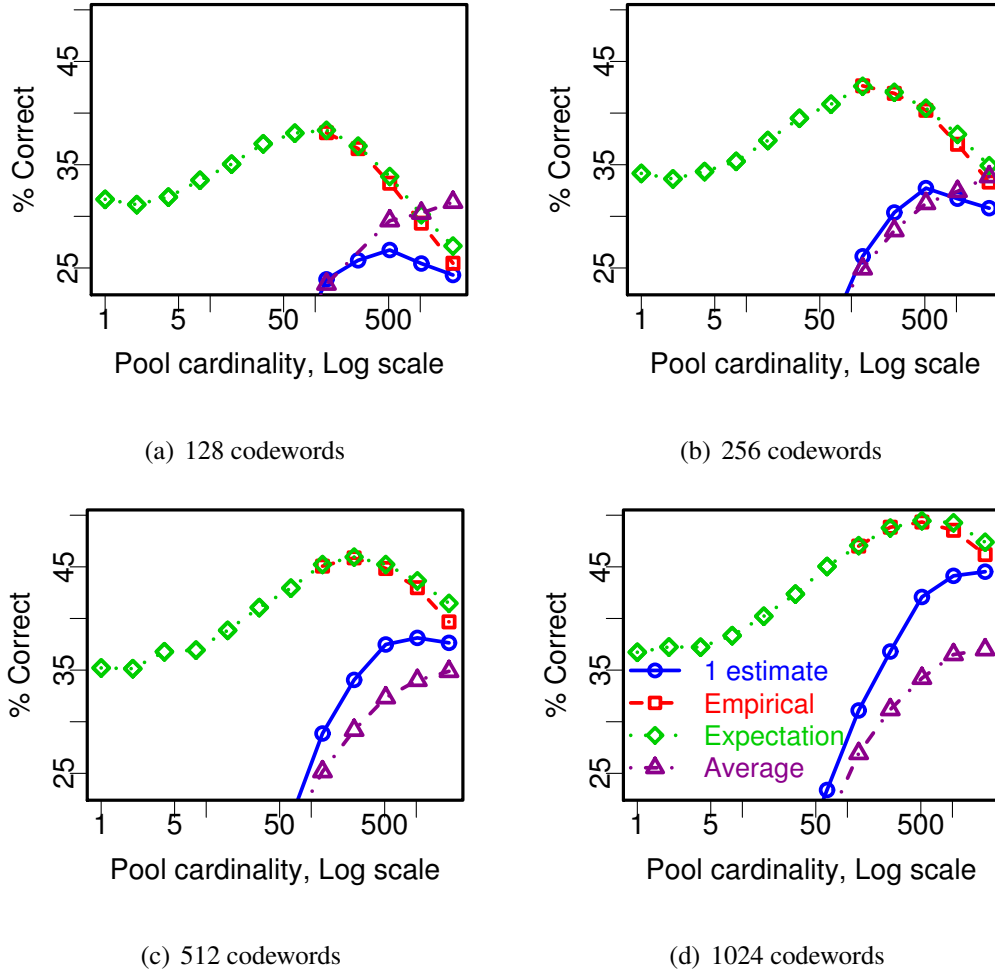 % Correct
45
35
25
1 5 50 500
Pool cardinality, Log scale
(a) 128 codewords
% Correct
45
35
25
1 5 50 500
Pool cardinality, Log scale
(b) 256 codewords
% Correct
45
35
25
1 5 50 500
Pool cardinality, Log scale
(c) 512 codewords
% Correct
45
35
25
1 estimate
Empirical
Expectation
Average
1 5 50 500
Pool cardinality, Log scale
(d) 1024 codewords